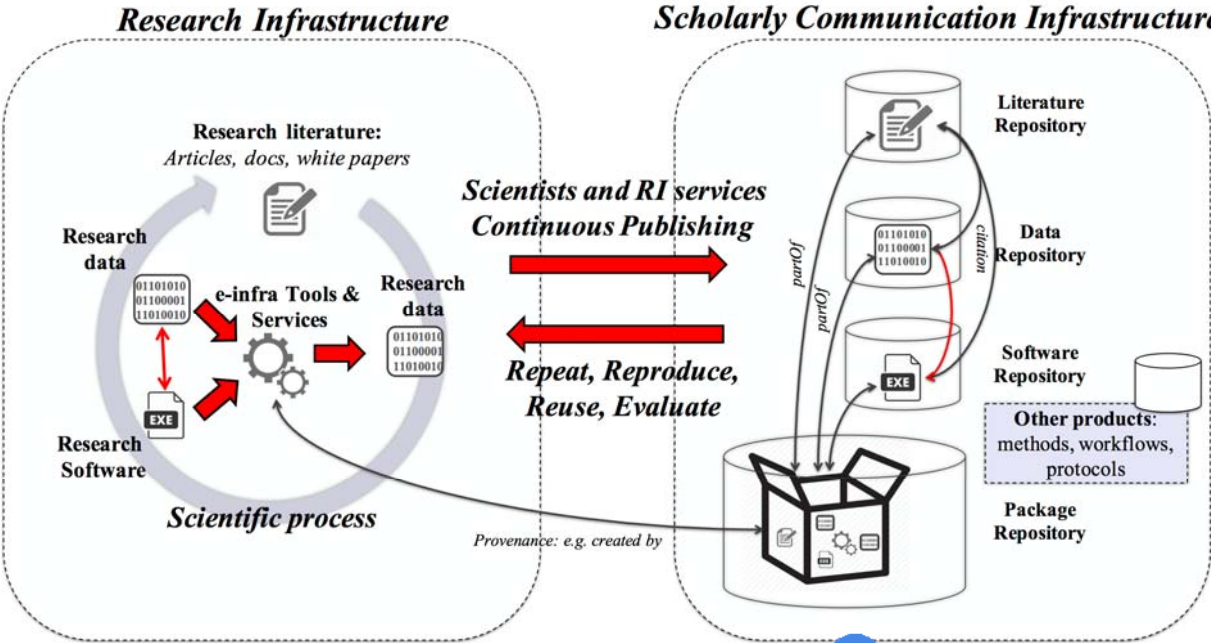 Research Infrastructure
Scholarly Communication Infrastructure
Research literature:
Articles, docs, white papers
Research
data
01101010
01100001
11010010
e-infra Tools &
Services
Research
data
01101010
01100001
11010010
EXE
Research
Software
Scientific process
Scientists and RI services
Continuous Publishing
Repeat, Reproduce,
Reuse, Evaluate
Provenance: e.g. created by
Literature
Repository
01101010
01100001
11010010
Data
Repository
citation
partOf
partOf
EXE
Software
Repository
Other products:
methods, workflows,
protocols
Package
Repository
EXE